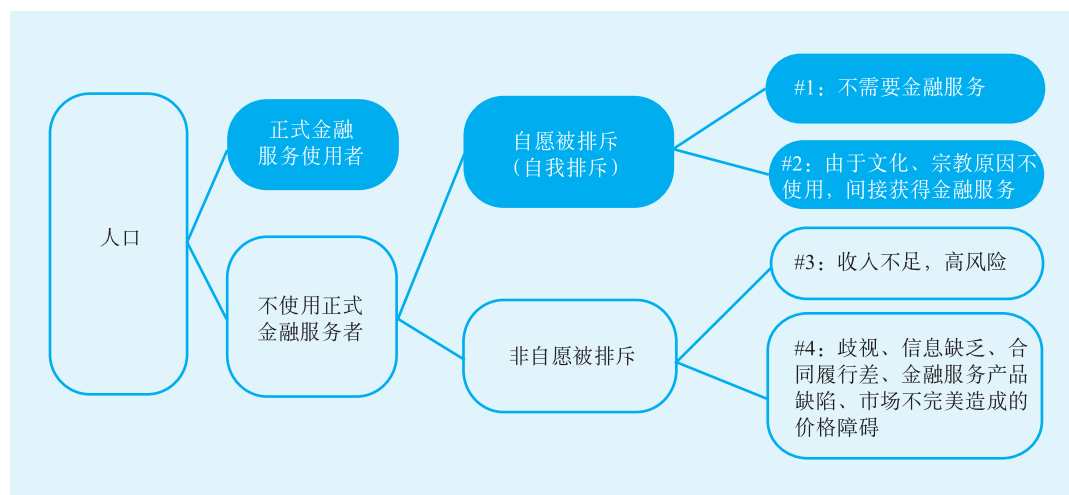 人口
正式金融
服务使用者
不使用正式
金融服务者
自愿被排斥
（自我排斥）
非自愿被排斥
#1：不需要金融服务
#2：由于文化、宗教原因不
使用，间接获得金融服务
#3：收入不足，高风险
#4：歧视、信息缺乏、合
同履行差、金融服务产品
缺陷、市场不完美造成的
价格障碍